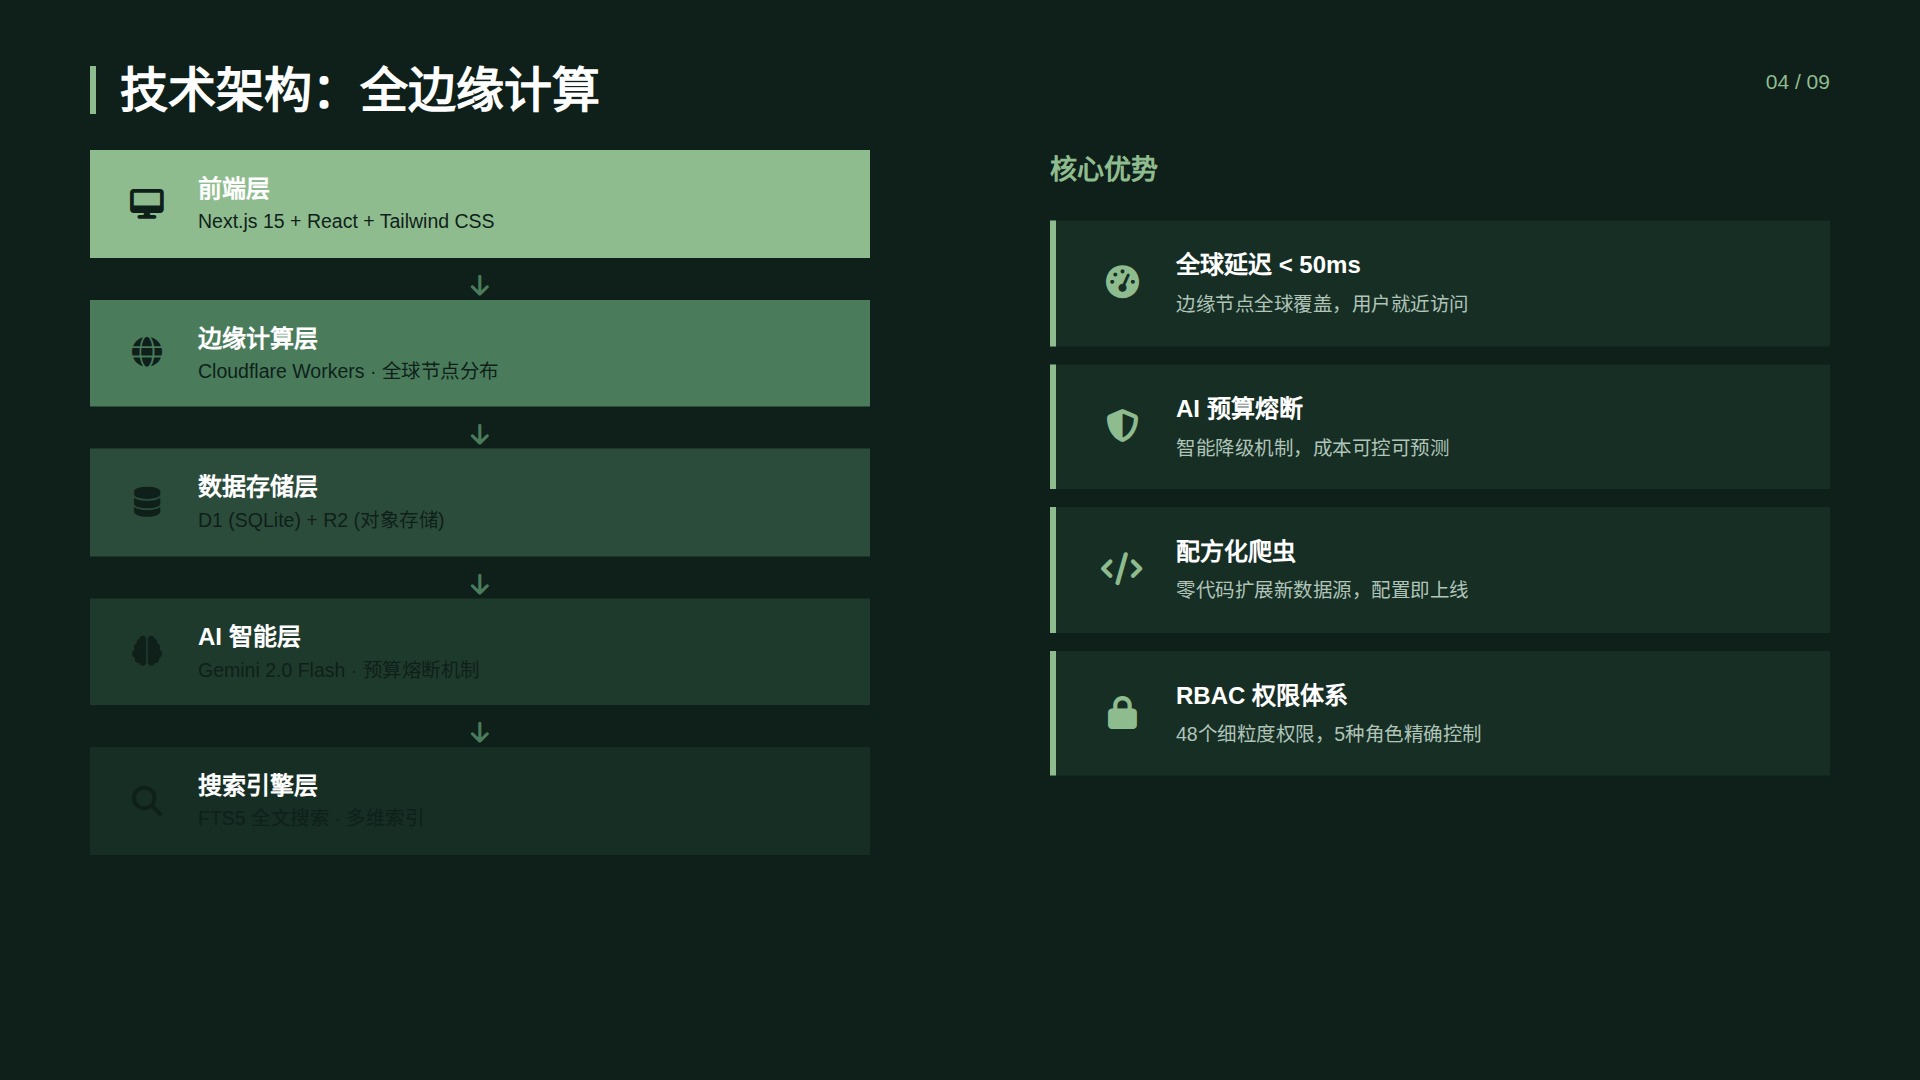 技术架构：全边缘计算
04 / 09
前端层
Next.js 15 + React + Tailwind CSS
边缘计算层
Cloudflare Workers · 全球节点分布
数据存储层
D1 (SQLite) + R2 (对象存储)
AI 智能层
Gemini 2.0 Flash · 预算熔断机制
搜索引擎层
FTS5 全文搜索 · 多维索引
核心优势
全球延迟 < 50ms
边缘节点全球覆盖，用户就近访问
AI 预算熔断
智能降级机制，成本可控可预测
配方化爬虫
零代码扩展新数据源，配置即上线
RBAC 权限体系
48个细粒度权限，5种角色精确控制